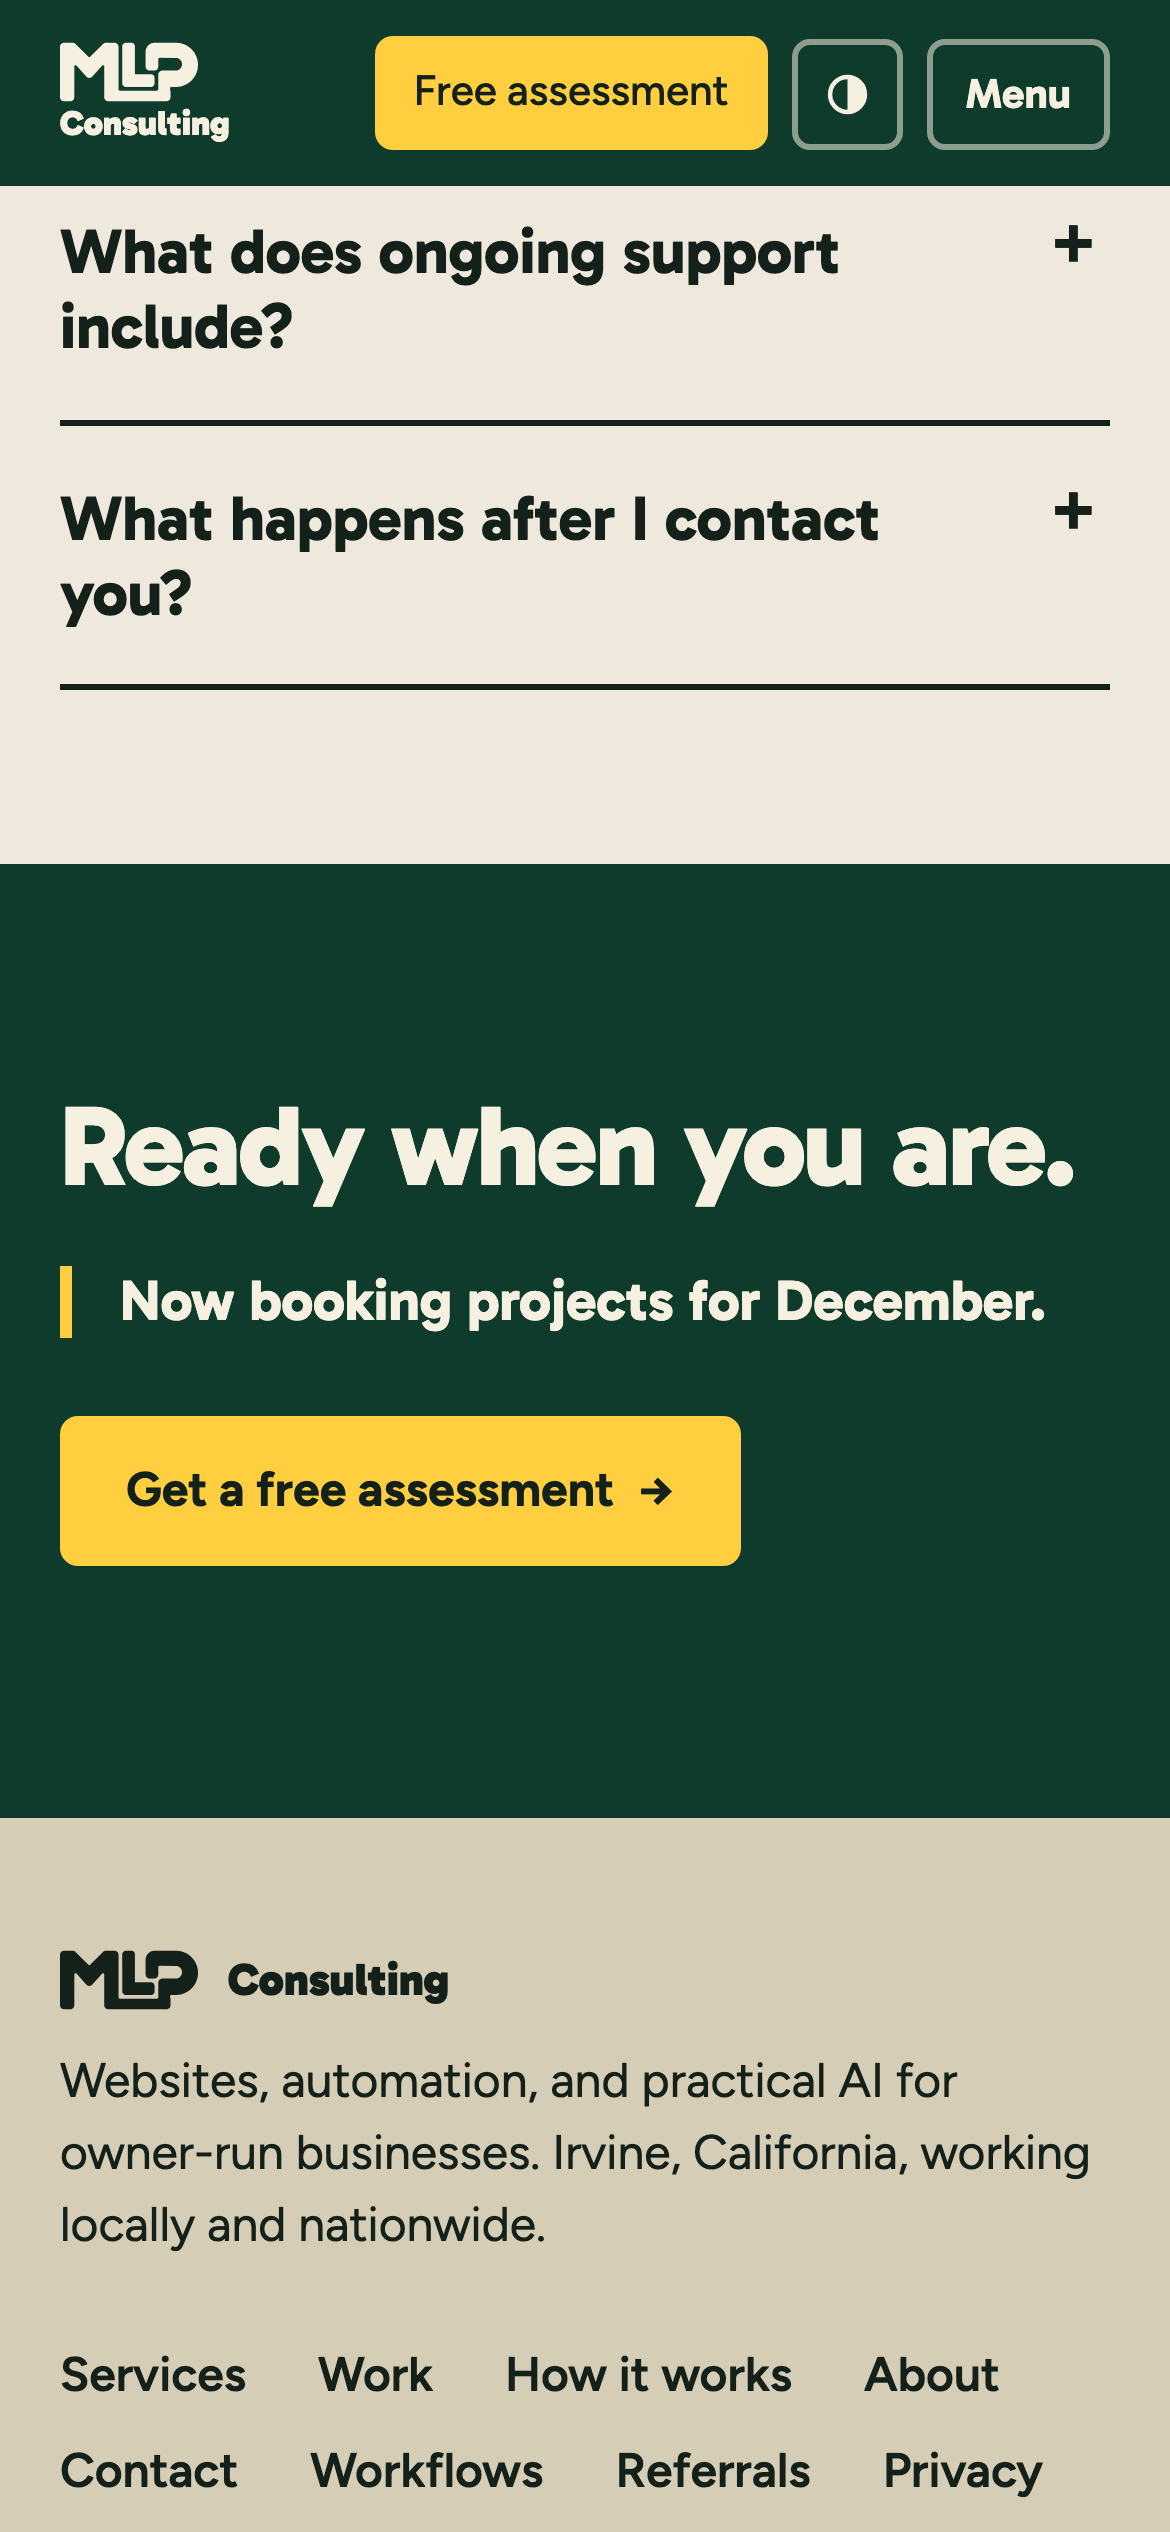 MLP
Consulting
Free assessment
Menu
What does ongoing support
include?
+
What happens after I contact
you?
+
Ready when you are.
Now booking projects for December.
Get a free assessment →
MLP Consulting
Websites, automation, and practical AI for
owner-run businesses. Irvine, California, working
locally and nationwide.
Services Work How it works About
Contact Workflows Referrals Privacy